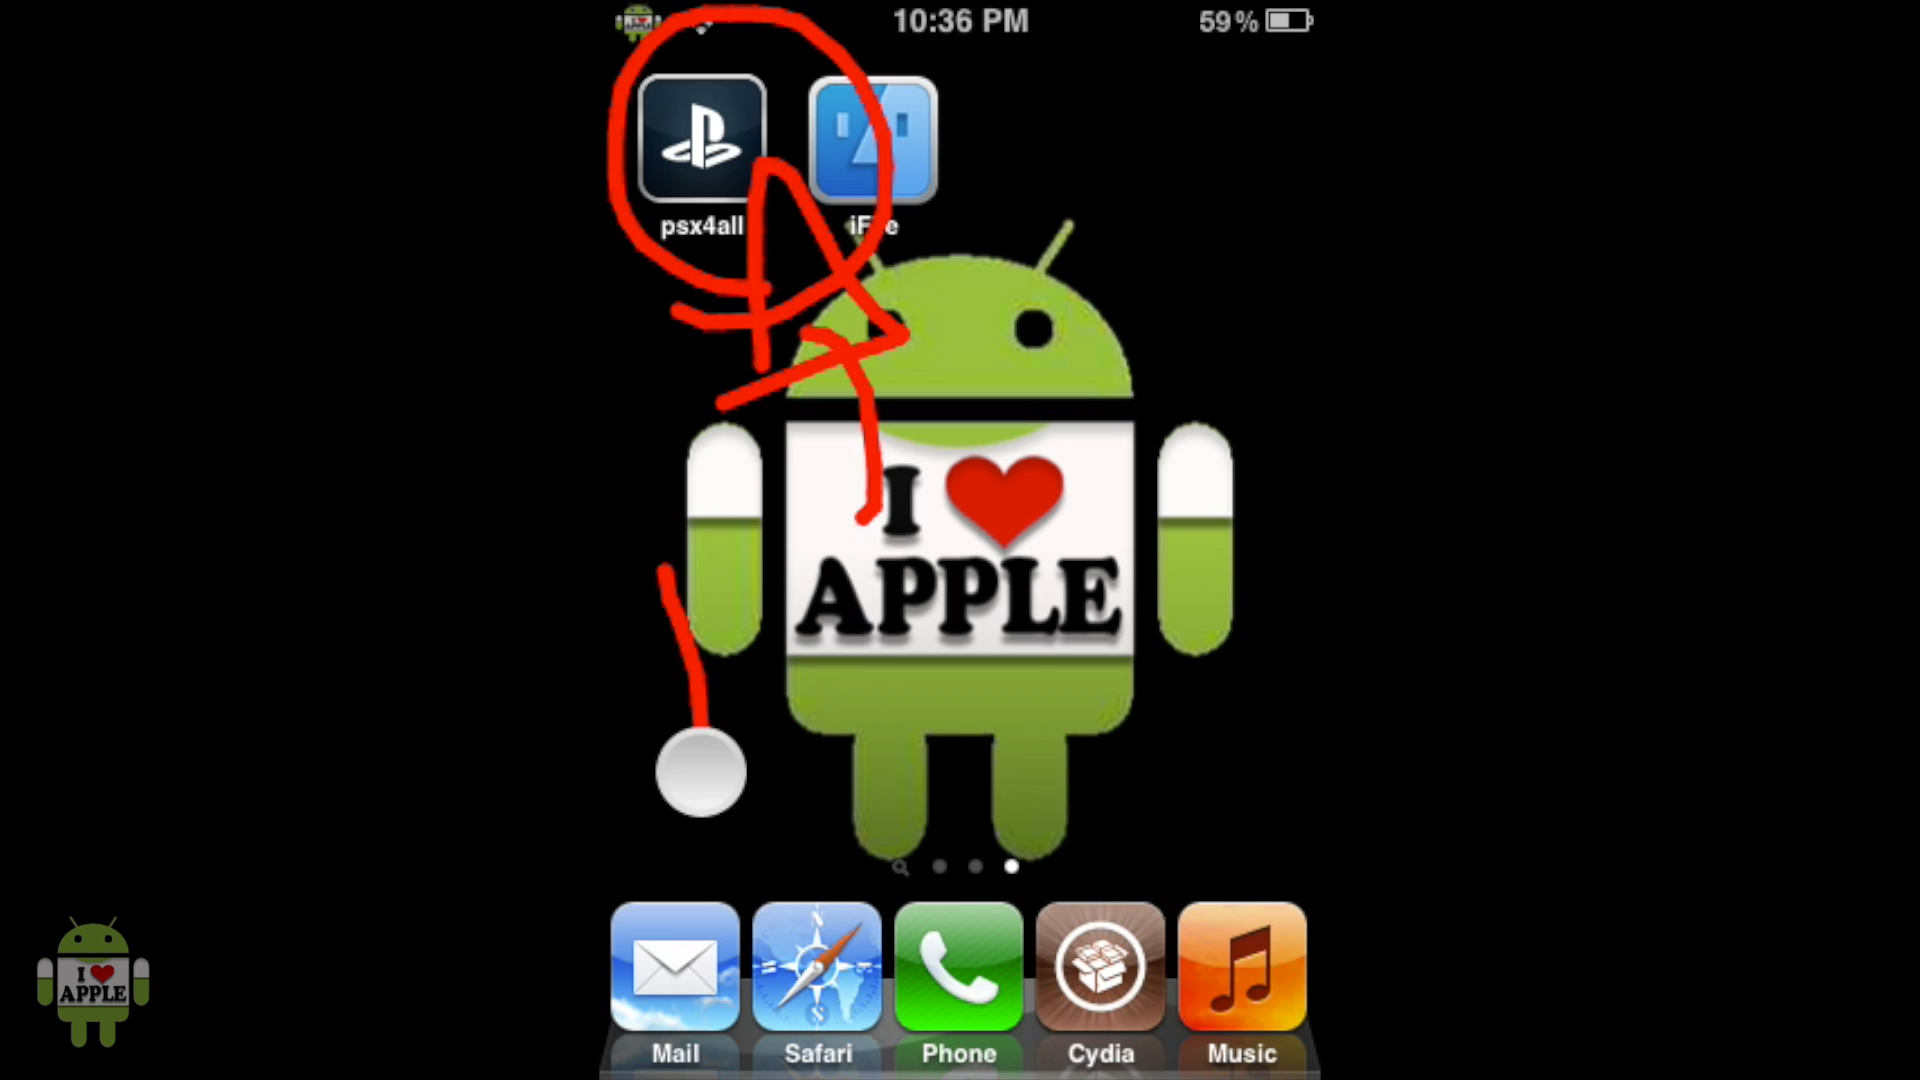 10:36 PM
59%
psx4all
I
APPLE
Mail
Safari
Phone
Cydia
Music
I
APPLE